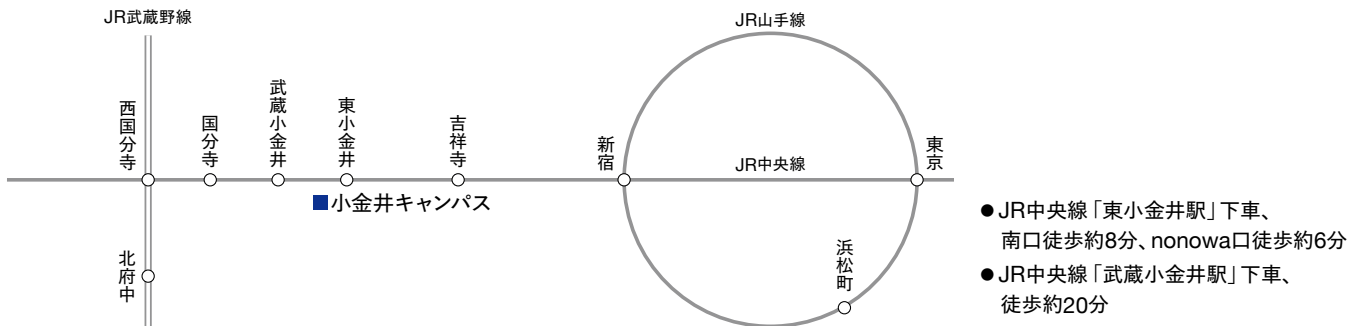 JR武蔵野線
JR山手線
西国分寺
国分寺
武蔵小金井
東小金井
吉祥寺
新宿
JR中央線
東京
■小金井キャンパス
北府中
浜松町
●JR中央線「東小金井駅」下車、
南口徒歩約8分、nonowa口徒歩約6分
●JR中央線「武蔵小金井駅」下車、
徒歩約20分